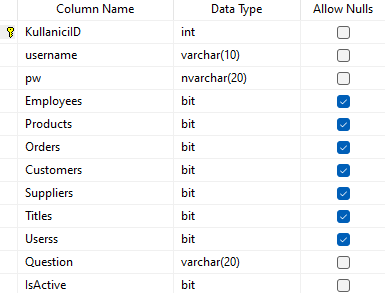 Column Name Data Type Allow Nulls
KullaniciID int
username varchar(10)
pw nvarchar(20)
Employees bit
Products bit
Orders bit
Customers bit
Suppliers bit
Titles bit
Userss bit
Question varchar(20)
IsActive bit